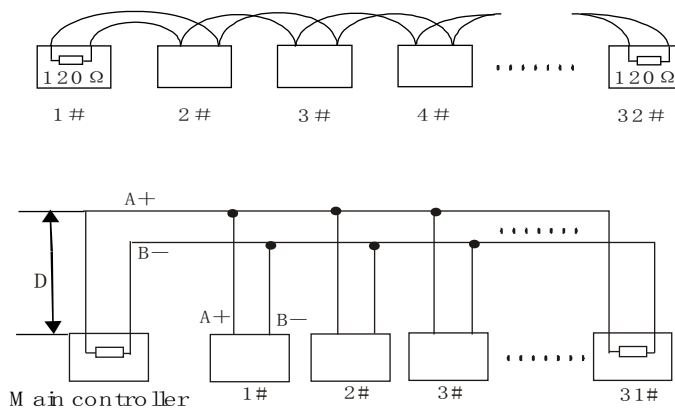 120Ω 120Ω
1# 2# 3# 4# 32#
A+
B−
D
A+ B−
Main controller 1# 2# 3# 31#